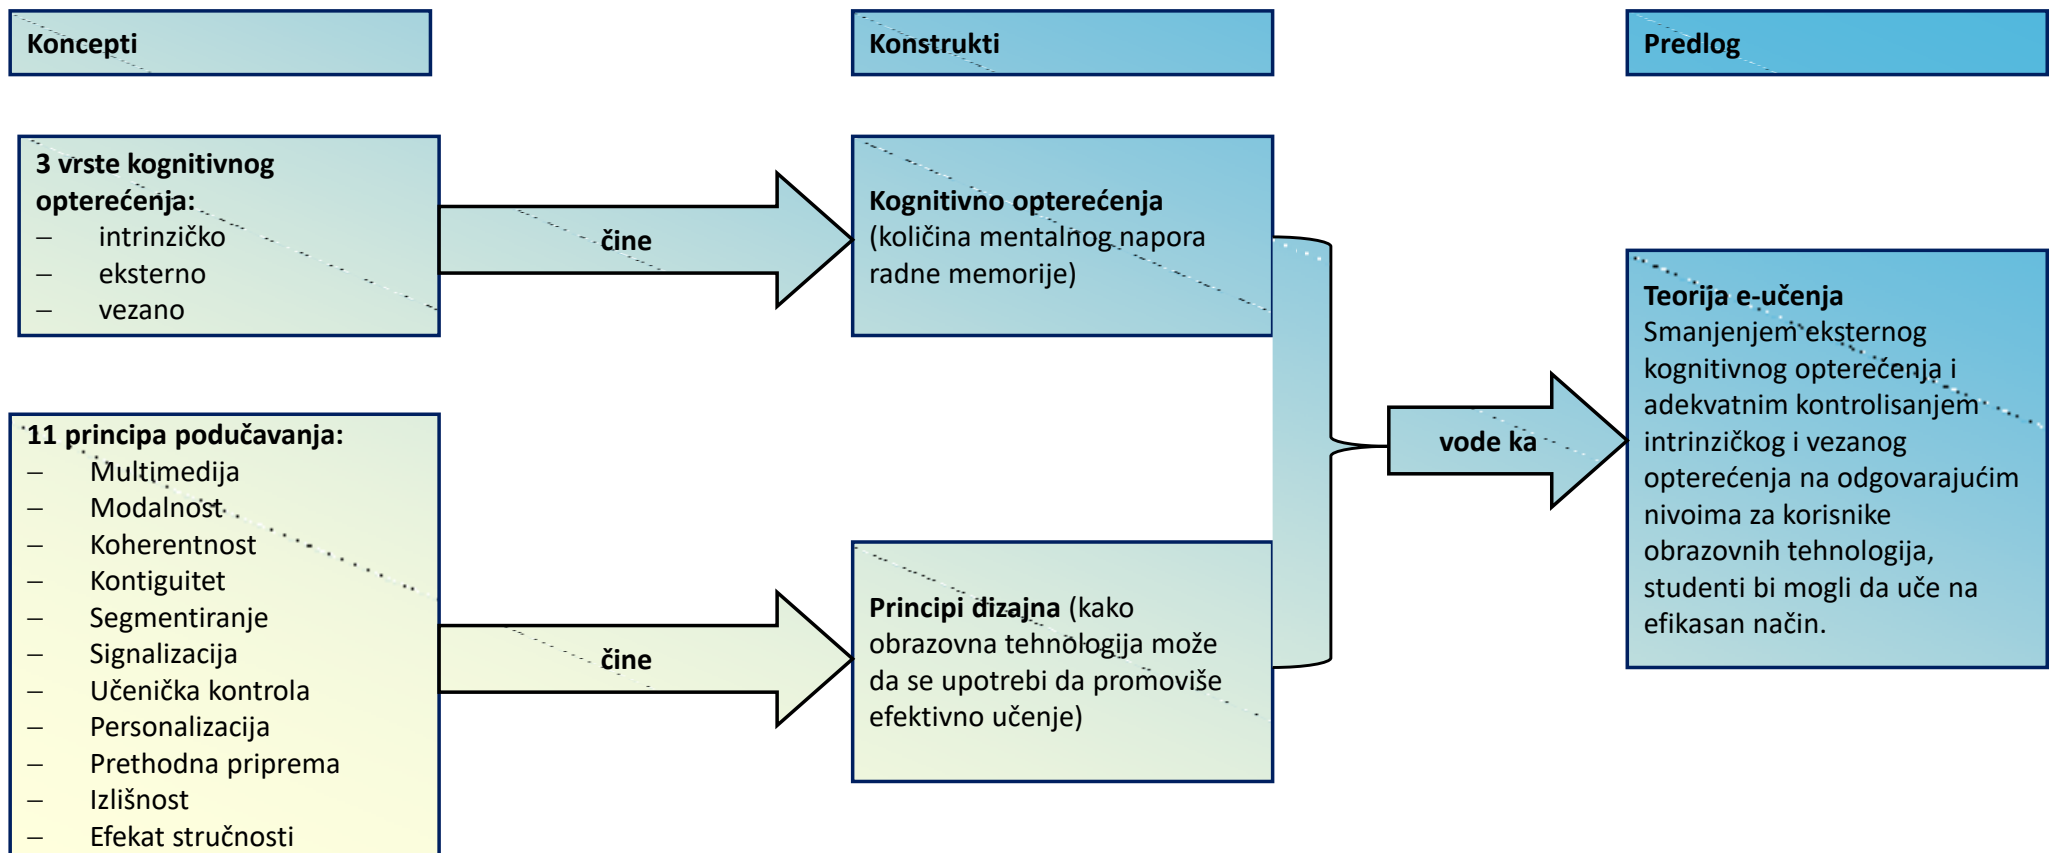 Koncepti
Konstrukti
Predlog
3 vrste kognitivnog
opterećenja:
– intrinzičko
– eksterno
– vezano
čine
Kognitivno opterećenja
(količina mentalnog napora
radne memorije)
11 principa podučavanja:
– Multimedija
– Modalnost
– Koherentnost
– Kontiguitet
– Segmentiranje
– Signalizacija
– Učenička kontrola
– Personalizacija
– Prethodna priprema
– Izlišnost
– Efekat stručnosti
čine
Principi dizajna (kako
obrazovna tehnologija može
da se upotrebi da promoviše
efektivno učenje)
vode ka
Teorija e-učenja
Smanjenjem eksternog
kognitivnog opterećenja i
adekvatnim kontrolisanjem
intrinzičkog i vezanog
opterećenja na odgovarajućim
nivoima za korisnike
obrazovnih tehnologija,
studenti bi mogli da uče na
efikasan način.